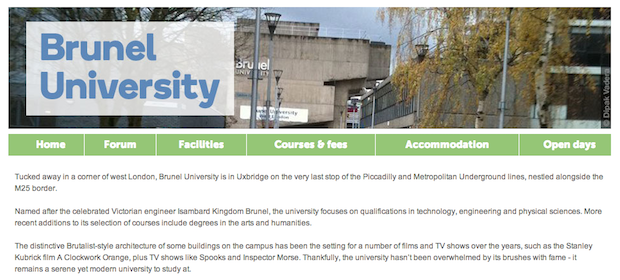 Brunel
University
Brunel
UNIVERSITY
© Dipak Vadera
Home Forum Facilities Courses & fees Accommodation Open days
Tucked away in a corner of west London, Brunel University is in Uxbridge on the very last stop of the Piccadilly and Metropolitan Underground lines, nestled alongside the
M25 border.
Named after the celebrated Victorian engineer Isambard Kingdom Brunel, the university focuses on qualifications in technology, engineering and physical sciences. More
recent additions to its selection of courses include degrees in the arts and humanities.
The distinctive Brutalist-style architecture of some buildings on the campus has been the setting for a number of films and TV shows over the years, such as the Stanley
Kubrick film A Clockwork Orange, plus TV shows like Spooks and Inspector Morse. Thankfully, the university hasn't been overwhelmed by its brushes with fame - it
remains a serene yet modern university to study at.